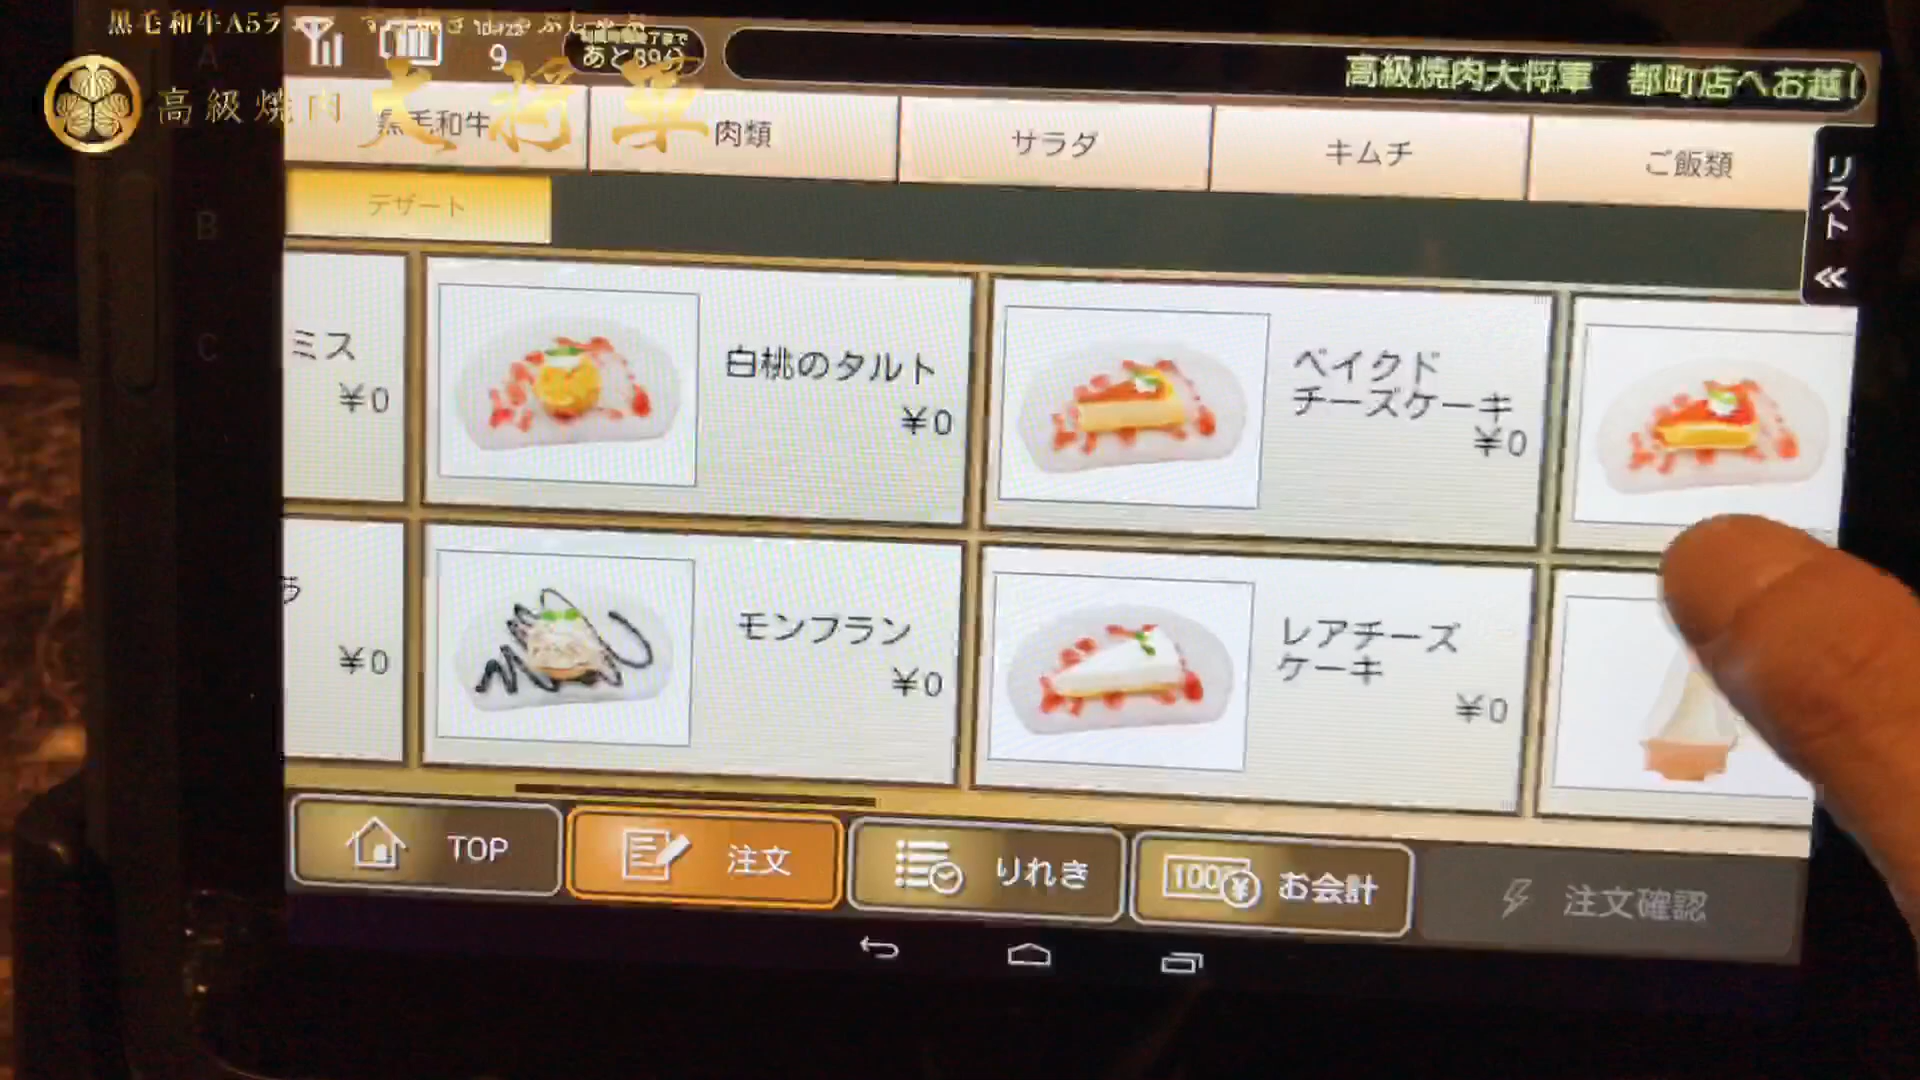 黒毛和牛A5ラ
高級焼肉 大将軍
あと89分
高級焼肉大将軍 都町店へお越し
黒毛和牛
肉類
サラダ
キムチ
ご飯類
リスト
デザート
ミス
¥0
白桃のタルト
¥0
ベイクド
チーズケーキ
¥0
¥0
モンブラン
¥0
レアチーズ
ケーキ
¥0
TOP
注文
りれき
お会計
注文確認
A
B
C